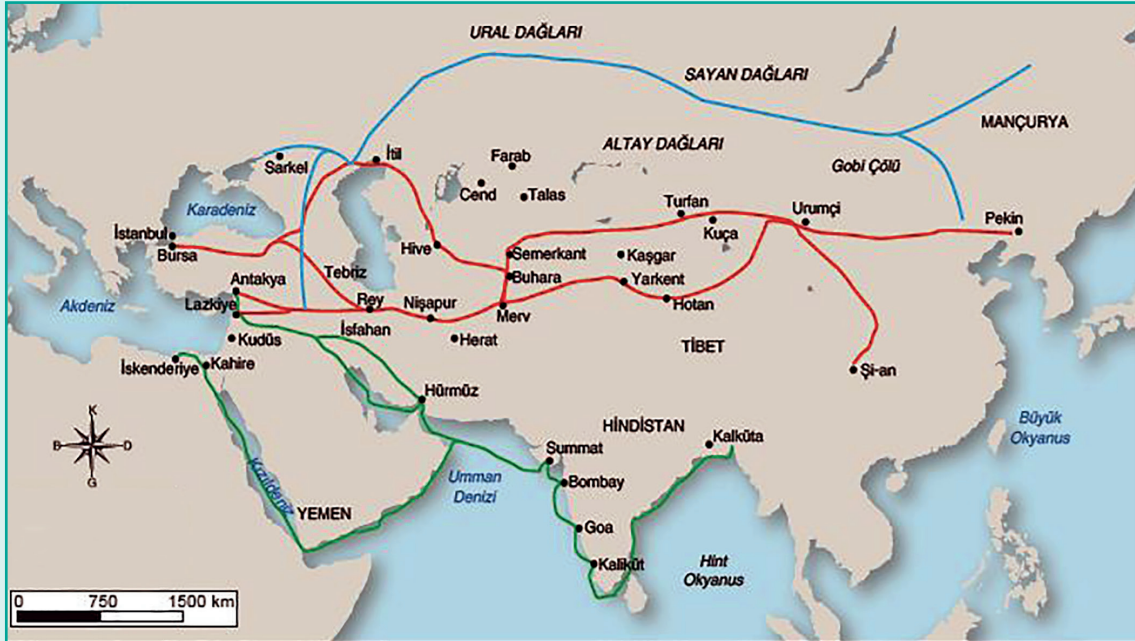 URAL DAĞLARI
SAYAN DAĞLARI
MANÇURYA
ALTAY DAĞLARI
Gobi Çölü
Sarkel
İtil
Farab
Cend
Talas
Karadeniz
Turfan
Kuça
Urumçi
Pekin
İstanbul
Bursa
Hive
Semerkant
Kaşgar
Buhara
Yarkent
Hotan
Antakya
Tebriz
Akdeniz
Lazkiye
Rey
Nişapur
Merv
Kudüs
İsfahan
Herat
TİBET
İskenderiye
Kahire
Şi-an
Hürmüz
HİNDİSTAN
Büyük
Okyanus
K
B D
G
Kalküta
Summat
Kızıldeniz
Umman
Denizi
Bombay
YEMEN
Goa
Kaliküt
Hint
Okyanus
0 750 1500 km